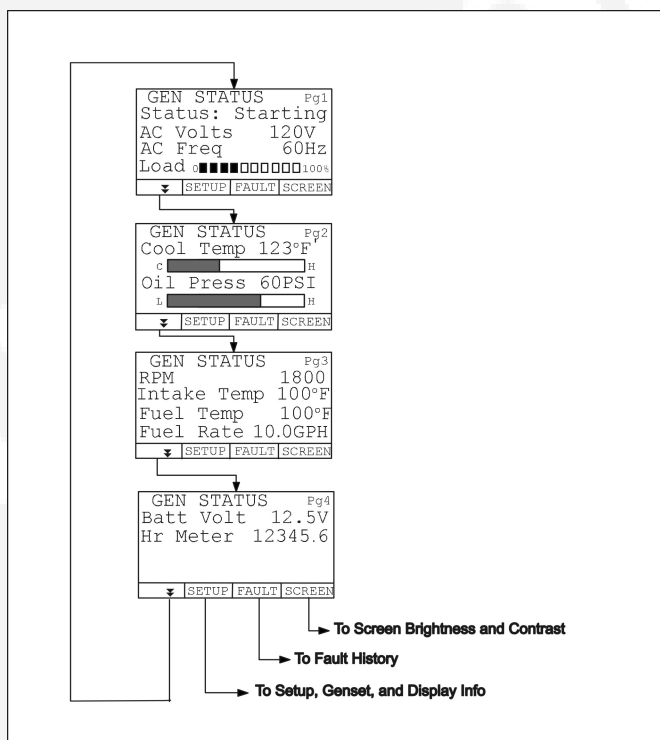 GEN STATUS Pg1
Status: Starting
AC Volts 120V
AC Freq 60Hz
Load 0 100%
SETUP FAULT SCREEN
GEN STATUS Pg2
Cool Temp 123°F
C H
Oil Press 60PSI
L H
SETUP FAULT SCREEN
GEN STATUS Pg3
RPM 1800
Intake Temp 100°F
Fuel Temp 100°F
Fuel Rate 10.0GPH
SETUP FAULT SCREEN
GEN STATUS Pg4
Batt Volt 12.5V
Hr Meter 12345.6
SETUP FAULT SCREEN
To Screen Brightness and Contrast
To Fault History
To Setup, Genset, and Display Info